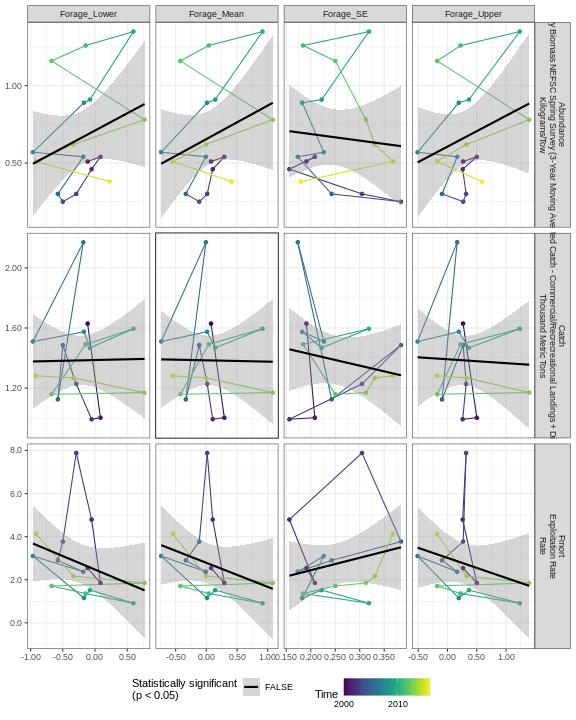 Forage_Lower
Forage_Mean
Forage_SE
Forage_Upper
1.00
0.50
Abundance
y Biomass NEFSC Spring Survey (3-Year Moving Ave
Kilograms/Tow
2.00
1.60
1.20
Catch
ted Catch - Commercial/Recreational Landings + Di
Thousand Metric Tons
8.0
6.0
4.0
2.0
0.0
Fmort
Exploitation Rate
Rate
-1.00 -0.50 0.00 0.50
-0.50 0.00 0.50 1.00
0.150 0.200 0.250 0.300 0.350
-0.50 0.00 0.50 1.00
Statistically significant
(p < 0.05)
FALSE
Time
2000 2010